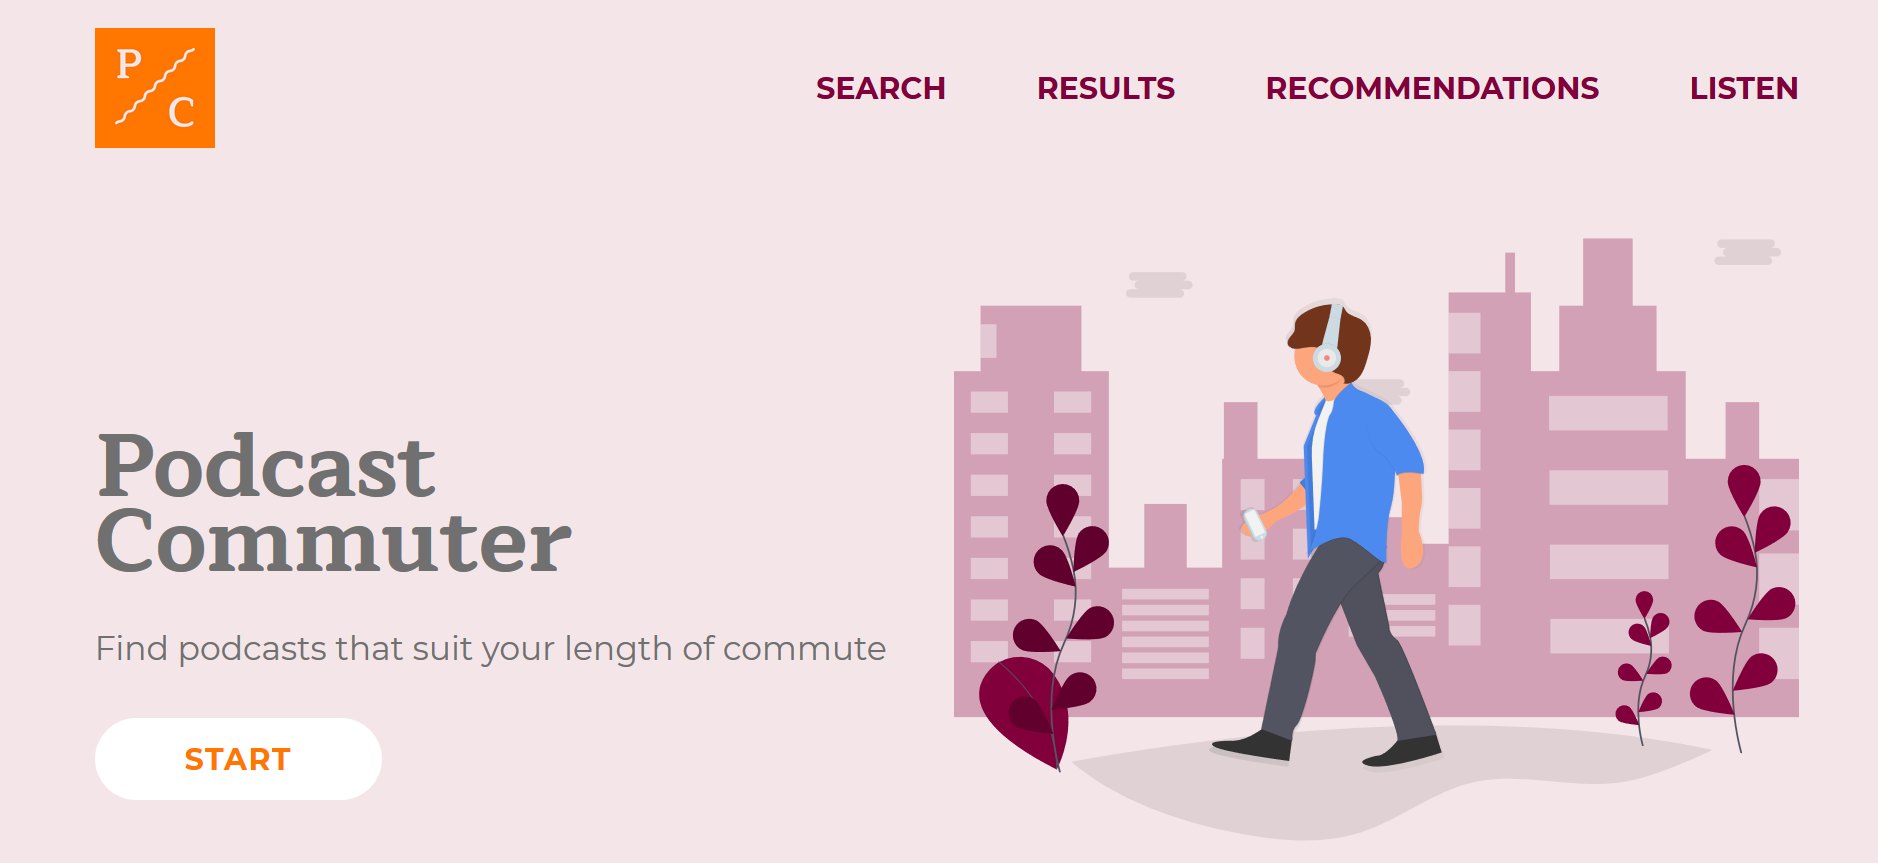 P
C
SEARCH RESULTS RECOMMENDATIONS LISTEN
Podcast
Commuter
Find podcasts that suit your length of commute
START